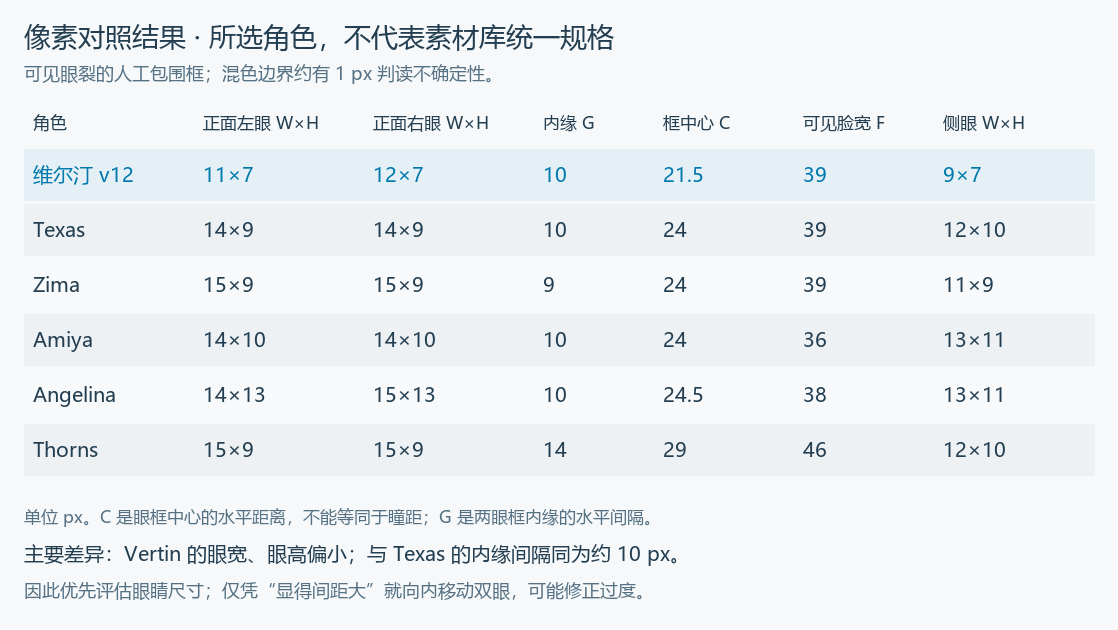 像素对照结果 · 所选角色，不代表素材库统一规格
可见眼裂的人工包围框；混色边界约有 1 px 判读不确定性。
角色 正面左眼 W×H 正面右眼 W×H 内缘 G 框中心 C 可见脸宽 F 侧眼 W×H
维尔汀 v12 11×7 12×7 10 21.5 39 9×7
Texas 14×9 14×9 10 24 39 12×10
Zima 15×9 15×9 9 24 39 11×9
Amiya 14×10 14×10 10 24 36 13×11
Angelina 14×13 15×13 10 24.5 38 13×11
Thorns 15×9 15×9 14 29 46 12×10
单位 px。C 是眼框中心的水平距离，不能等同于瞳距；G 是两眼框内缘的水平间隔。
主要差异：Vertin 的眼宽、眼高偏小；与 Texas 的内缘间隔同为约 10 px。
因此优先评估眼睛尺寸；仅凭“显得间距大”就向内移动双眼，可能修正过度。